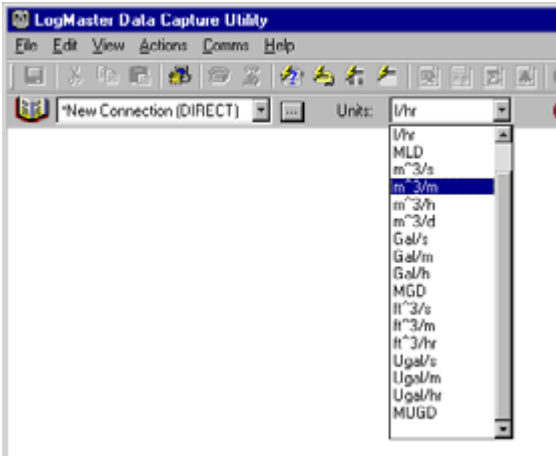 LogMaster Data Capture Utility
File Edit View Actions Comms Help
*New Connection (DIRECT) ... Units: l/hr
l/hr
MLD
m^3/s
m^3/m
m^3/h
m^3/d
Gal/s
Gal/m
Gal/h
MGD
ft^3/s
ft^3/m
ft^3/hr
Ugal/s
Ugal/m
Ugal/hr
MUGD